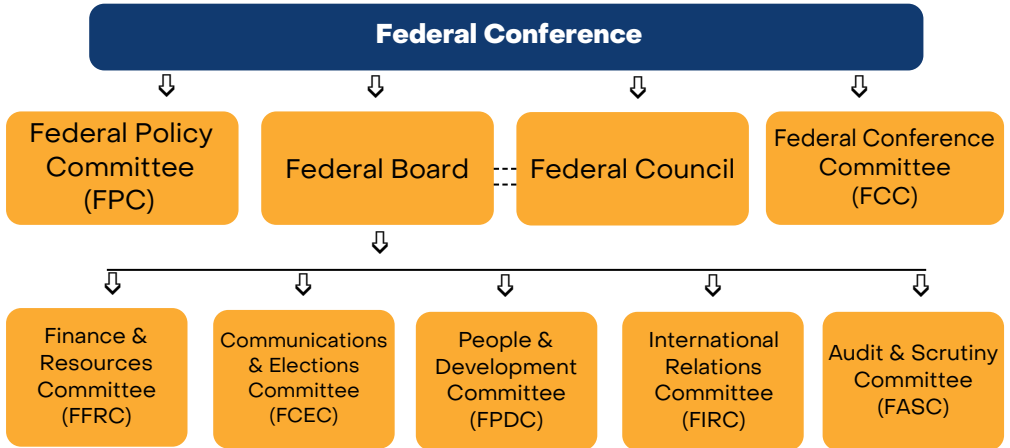 Federal Conference
Federal Policy
Committee
(FPC)
Federal Board
Federal Council
Federal Conference
Committee
(FCC)
Finance &
Resources
Committee
(FFRC)
Communications
& Elections
Committee
(FCEC)
People &
Development
Committee
(FPDC)
International
Relations
Committee
(FIRC)
Audit & Scrutiny
Committee
(FASC)